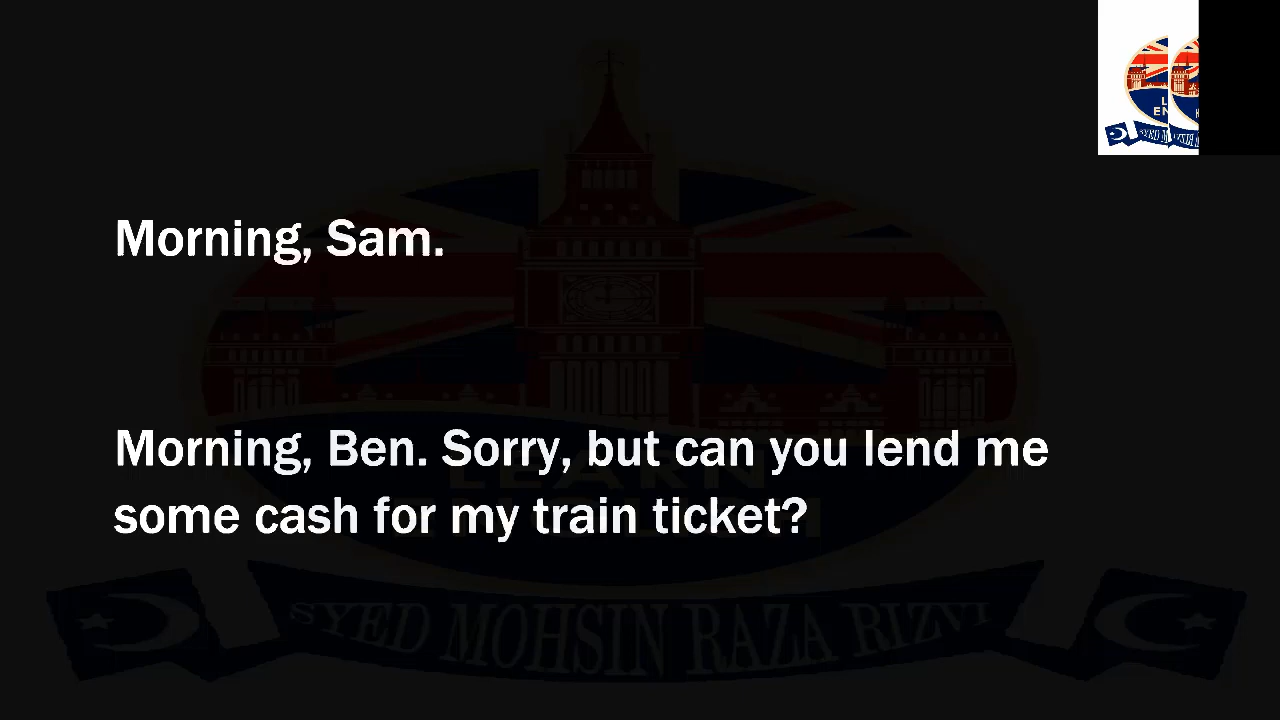 Morning, Sam.
Morning, Ben. Sorry, but can you lend me
some cash for my train ticket?
LEARN
SYED MOHSIN RAZA RIZVI